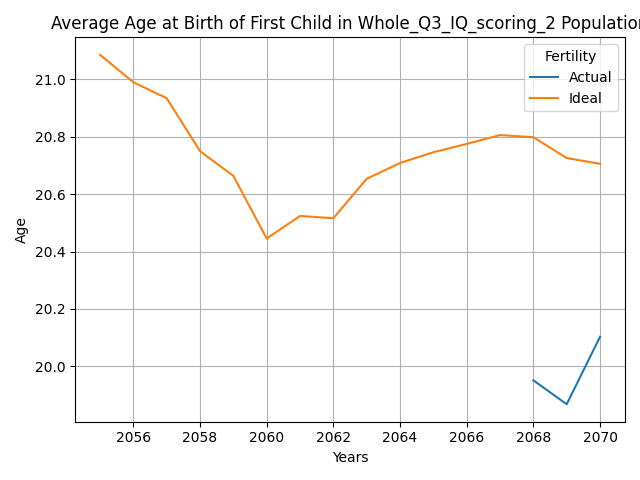 Average Age at Birth of First Child in Whole_Q3_IQ_scoring_2 Population
Fertility
Actual
Ideal
21.0
20.8
20.6
20.4
20.2
20.0
Age
2056 2058 2060 2062 2064 2066 2068 2070
Years